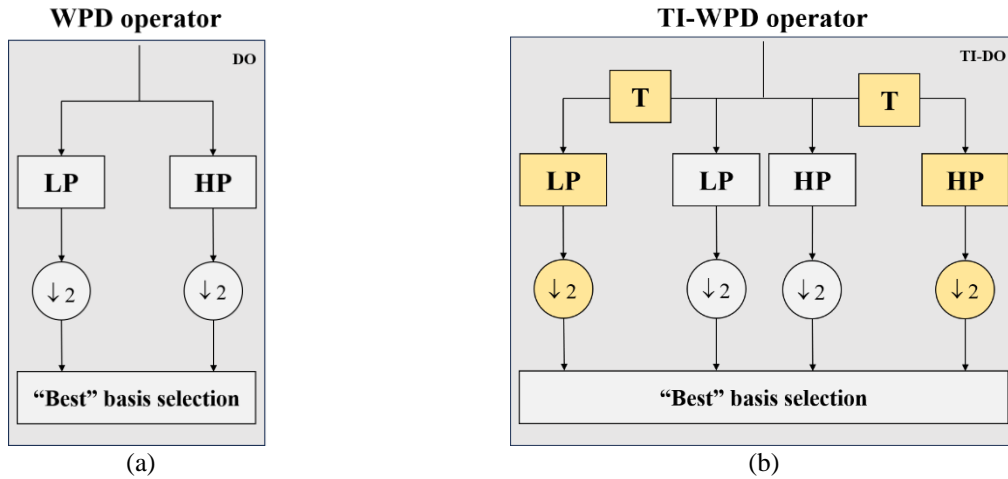 WPD operator
TI-WPD operator
DO
TI-DO
T
T
LP
HP
LP
LP
HP
HP
↓ 2
↓ 2
↓ 2
↓ 2
↓ 2
↓ 2
“Best” basis selection
“Best” basis selection
(a)
(b)